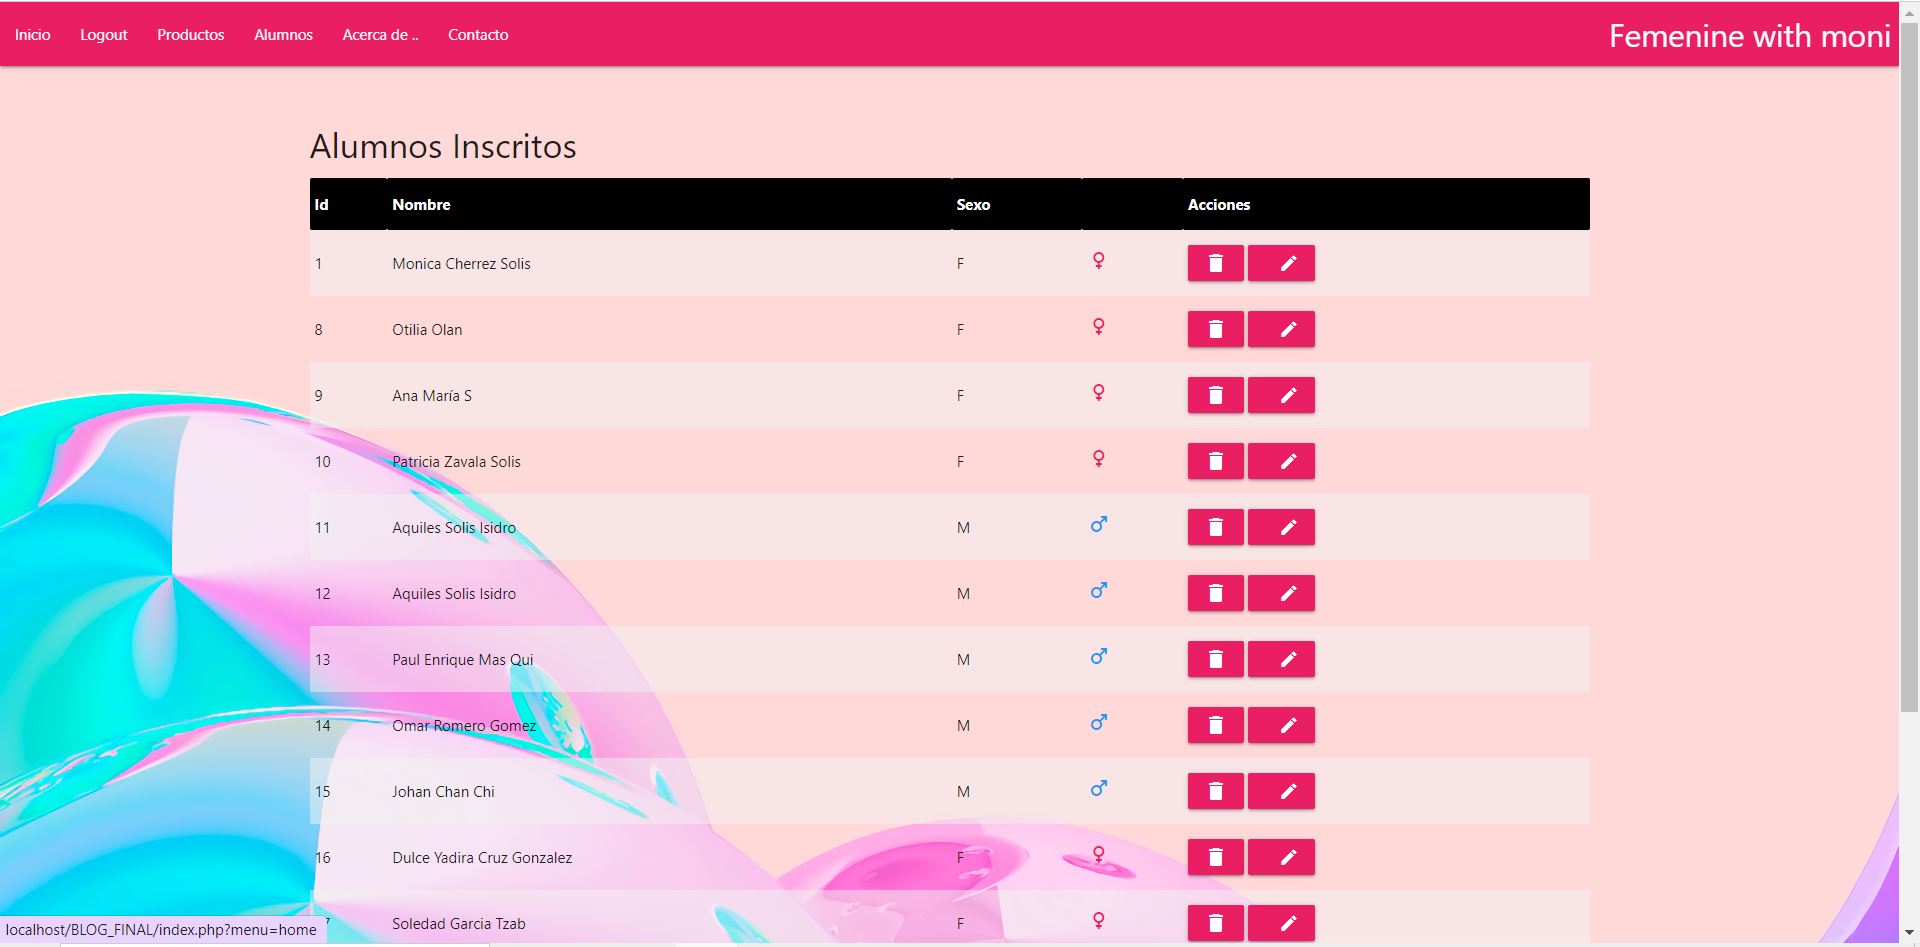 Inicio Logout Productos Alumnos Acerca de .. Contacto Femenine with moni
Alumnos Inscritos
Id Nombre Sexo Acciones
1 Monica Cherrez Solis F
8 Otilia Olan F
9 Ana María S F
10 Patricia Zavala Solis F
11 Aquiles Solis Isidro M
12 Aquiles Solis Isidro M
13 Paul Enrique Mas Qui M
14 Omar Romero Gomez M
15 Johan Chan Chi M
16 Dulce Yadira Cruz Gonzalez F
Soledad Garcia Tzab F
localhost/BLOG_FINAL/index.php?menu=home